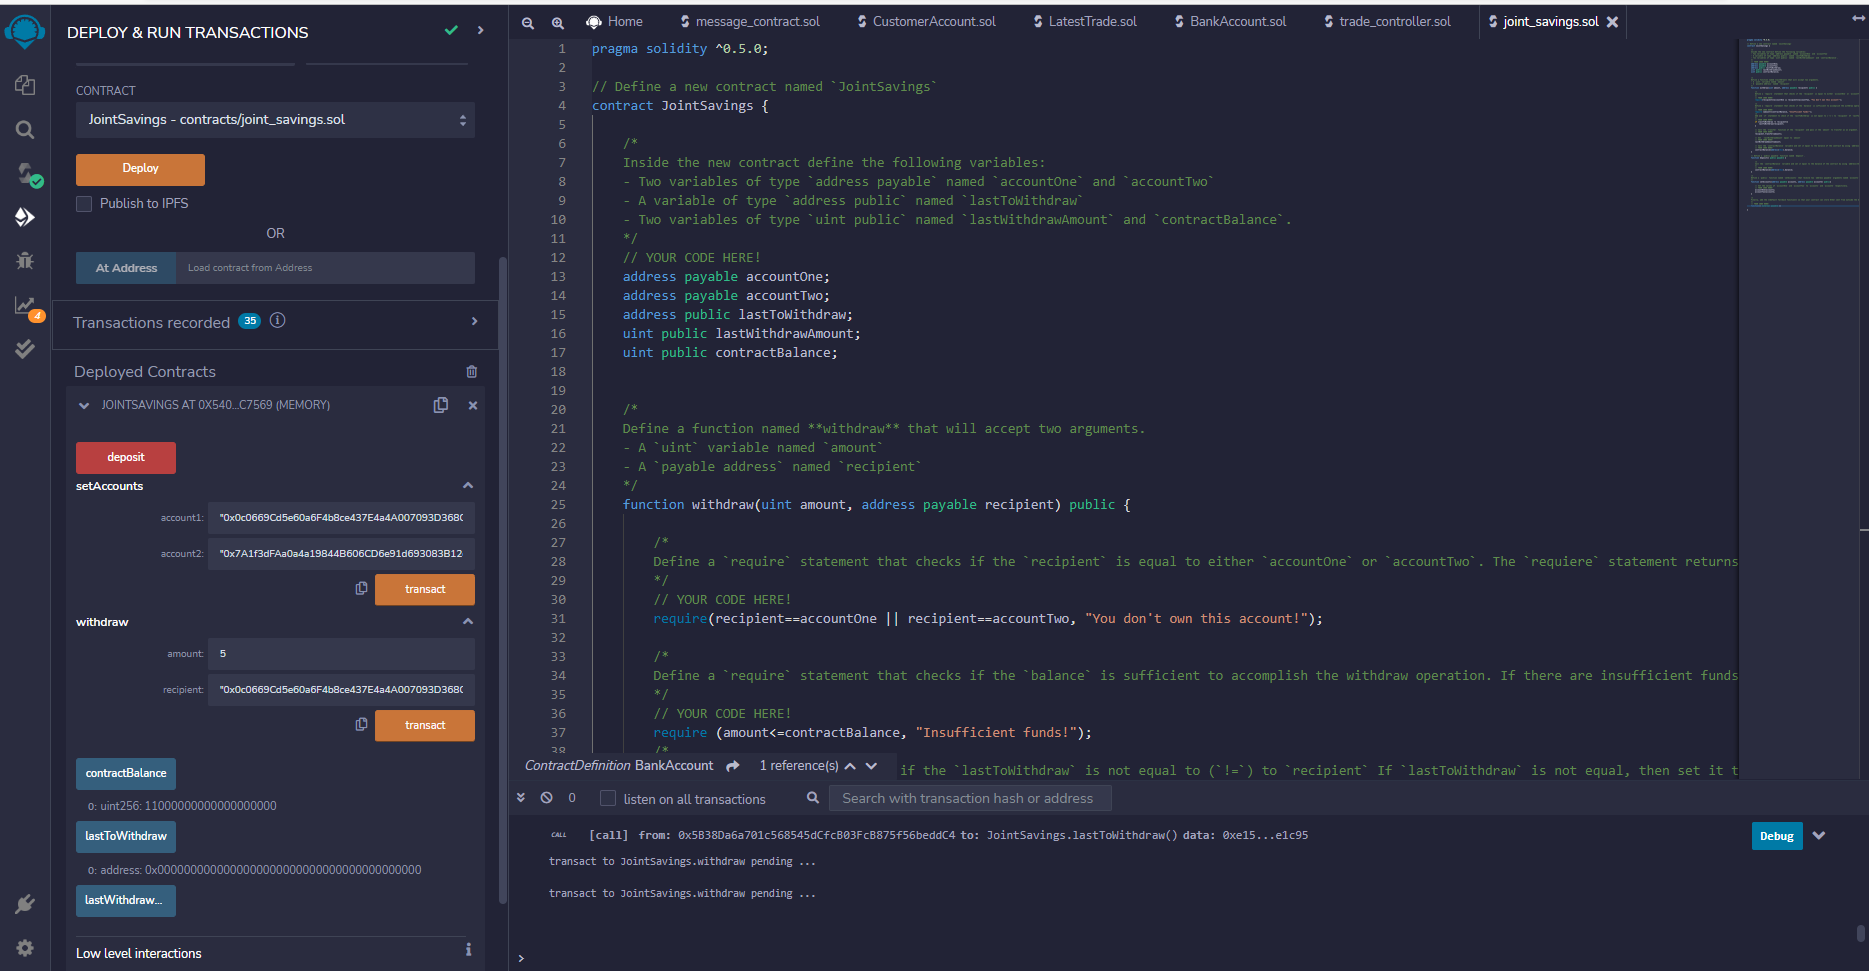 DEPLOY & RUN TRANSACTIONS
CONTRACT
JointSavings - contracts/joint_savings.sol
Deploy
Publish to IPFS
OR
At Address
Load contract from Address
4
Transactions recorded 35
Deployed Contracts
JOINTSAVINGS AT 0X540...C7569 (MEMORY)
deposit
setAccounts
account1:
"0x0c0669Cd5e60a6F4b8ce437E4a4A007093D368C
account2:
"0x7A1f3dFAa0a4a19844B606CD6e91d693083B12
transact
withdraw
amount:
5
recipient:
"0x0c0669Cd5e60a6F4b8ce437E4a4A007093D368C
transact
contractBalance
0: uint256: 11000000000000000000
lastToWithdraw
0: address: 0x0000000000000000000000000000000000000000
lastWithdraw...
Low level interactions
Home
message_contract.sol
CustomerAccount.sol
LatestTrade.sol
BankAccount.sol
trade_controller.sol
joint_savings.sol
1 pragma solidity ^0.5.0;
2
3 // Define a new contract named `JointSavings`
4 contract JointSavings {
5
6 /*
7 Inside the new contract define the following variables:
8 - Two variables of type `address payable` named `accountOne` and `accountTwo`
9 - A variable of type `address public` named `lastToWithdraw`
10 - Two variables of type `uint public` named `lastWithdrawAmount` and `contractBalance`.
11 */
12 // YOUR CODE HERE!
13 address payable accountOne;
14 address payable accountTwo;
15 address public lastToWithdraw;
16 uint public lastWithdrawAmount;
17 uint public contractBalance;
18
19
20 /*
21 Define a function named **withdraw** that will accept two arguments.
22 - A `uint` variable named `amount`
23 - A `payable address` named `recipient`
24 */
25 function withdraw(uint amount, address payable recipient) public {
26
27 /*
28 Define a `require` statement that checks if the `recipient` is equal to either `accountOne` or `accountTwo`. The `requiere` statement returns
29 */
30 // YOUR CODE HERE!
31 require(recipient==accountOne || recipient==accountTwo, "You don't own this account!");
32
33 /*
34 Define a `require` statement that checks if the `balance` is sufficient to accomplish the withdraw operation. If there are insufficient funds
35 */
36 // YOUR CODE HERE!
37 require (amount<=contractBalance, "Insufficient funds!");
38 /*
ContractDefinition BankAccount 1 reference(s)
if the `lastToWithdraw` is not equal to (`!=`) to `recipient` If `lastToWithdraw` is not equal, then set it t
0
listen on all transactions
Search with transaction hash or address
CALL [call] from: 0x5B38Da6a701c568545dCfcB03FcB875f56beddC4 to: JointSavings.lastToWithdraw() data: 0xe15...e1c95
Debug
transact to JointSavings.withdraw pending ...
transact to JointSavings.withdraw pending ...
>